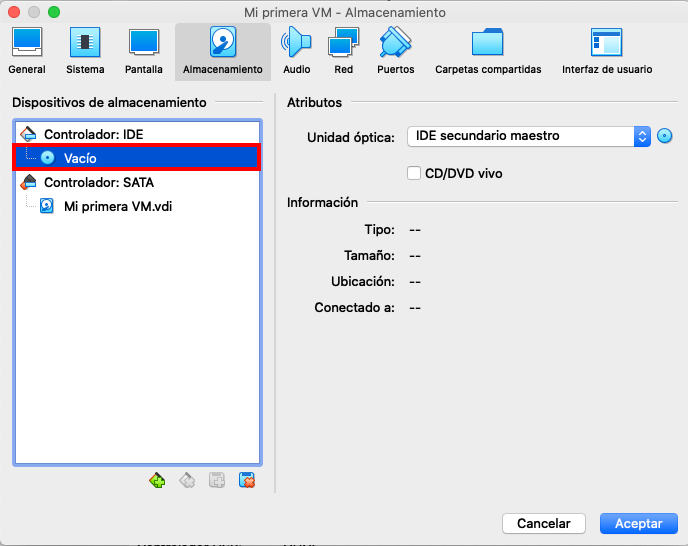 Mi primera VM - Almacenamiento
General
Sistema
Pantalla
Almacenamiento
Audio
Red
Puertos
Carpetas compartidas
Interfaz de usuario
Dispositivos de almacenamiento
Controlador: IDE
Vacío
Controlador: SATA
Mi primera VM.vdi
Atributos
Unidad óptica: IDE secundario maestro
CD/DVD vivo
Información
Tipo: --
Tamaño: --
Ubicación: --
Conectado a: --
Cancelar
Aceptar